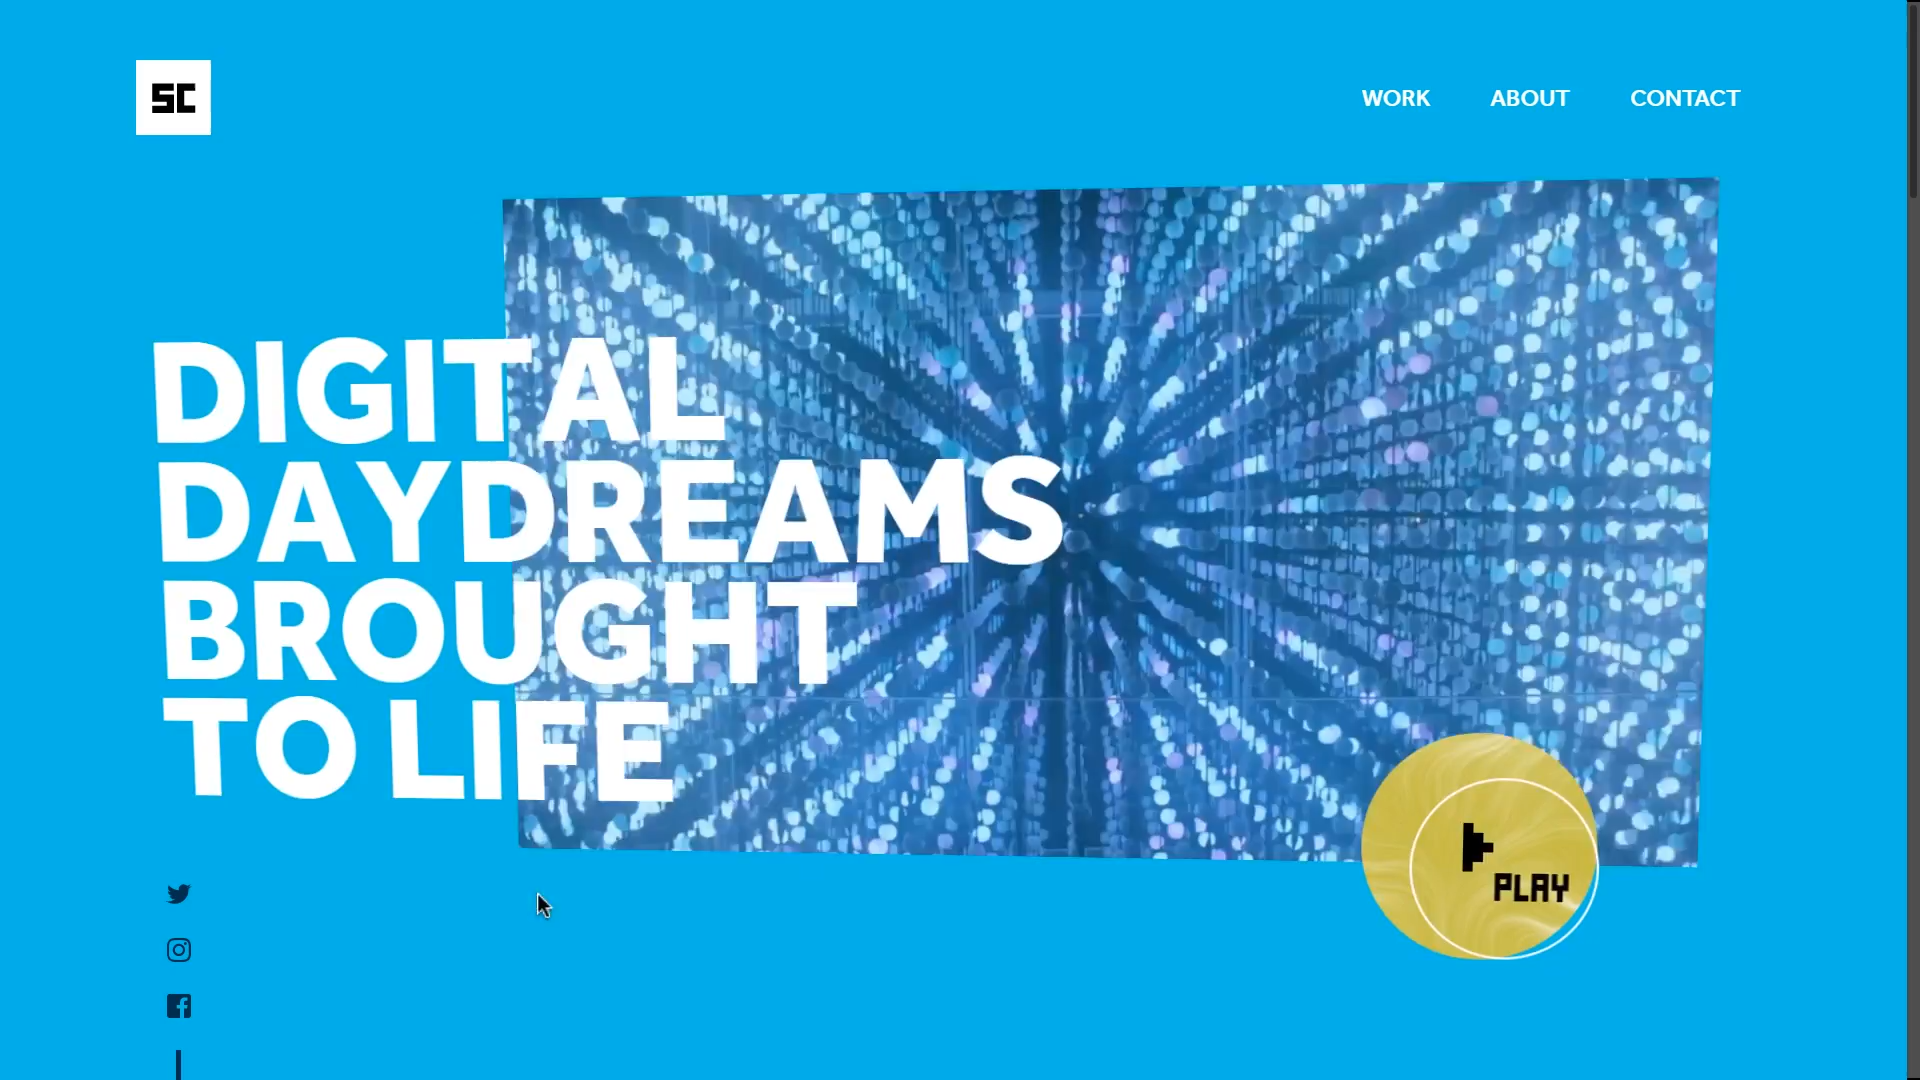 SC
WORK
ABOUT
CONTACT
DIGITAL
DAYDREAMS
BROUGHT
TO LIFE
PLAY